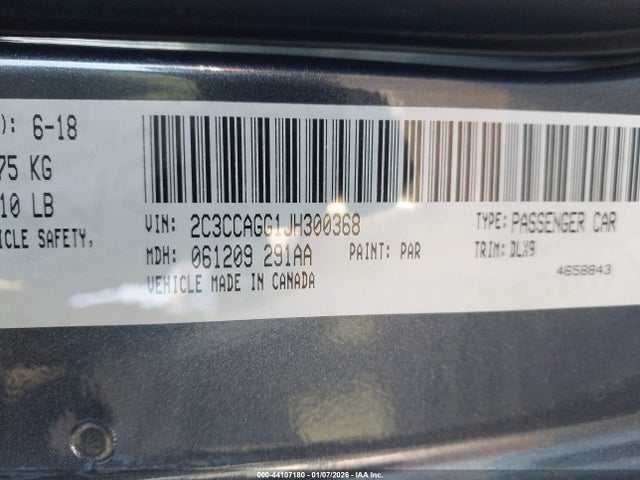 ): 6-18
75 KG
10 LB
ICLE SAFETY,
VIN: 2C3CCAGG1JH300368
TYPE: PASSENGER CAR
MDH: 061209 291AA
PAINT: PAR
TRIM: DLX9
VEHICLE MADE IN CANADA
4658843
00-44107180 | 01/07/2026 | © IAA Inc.